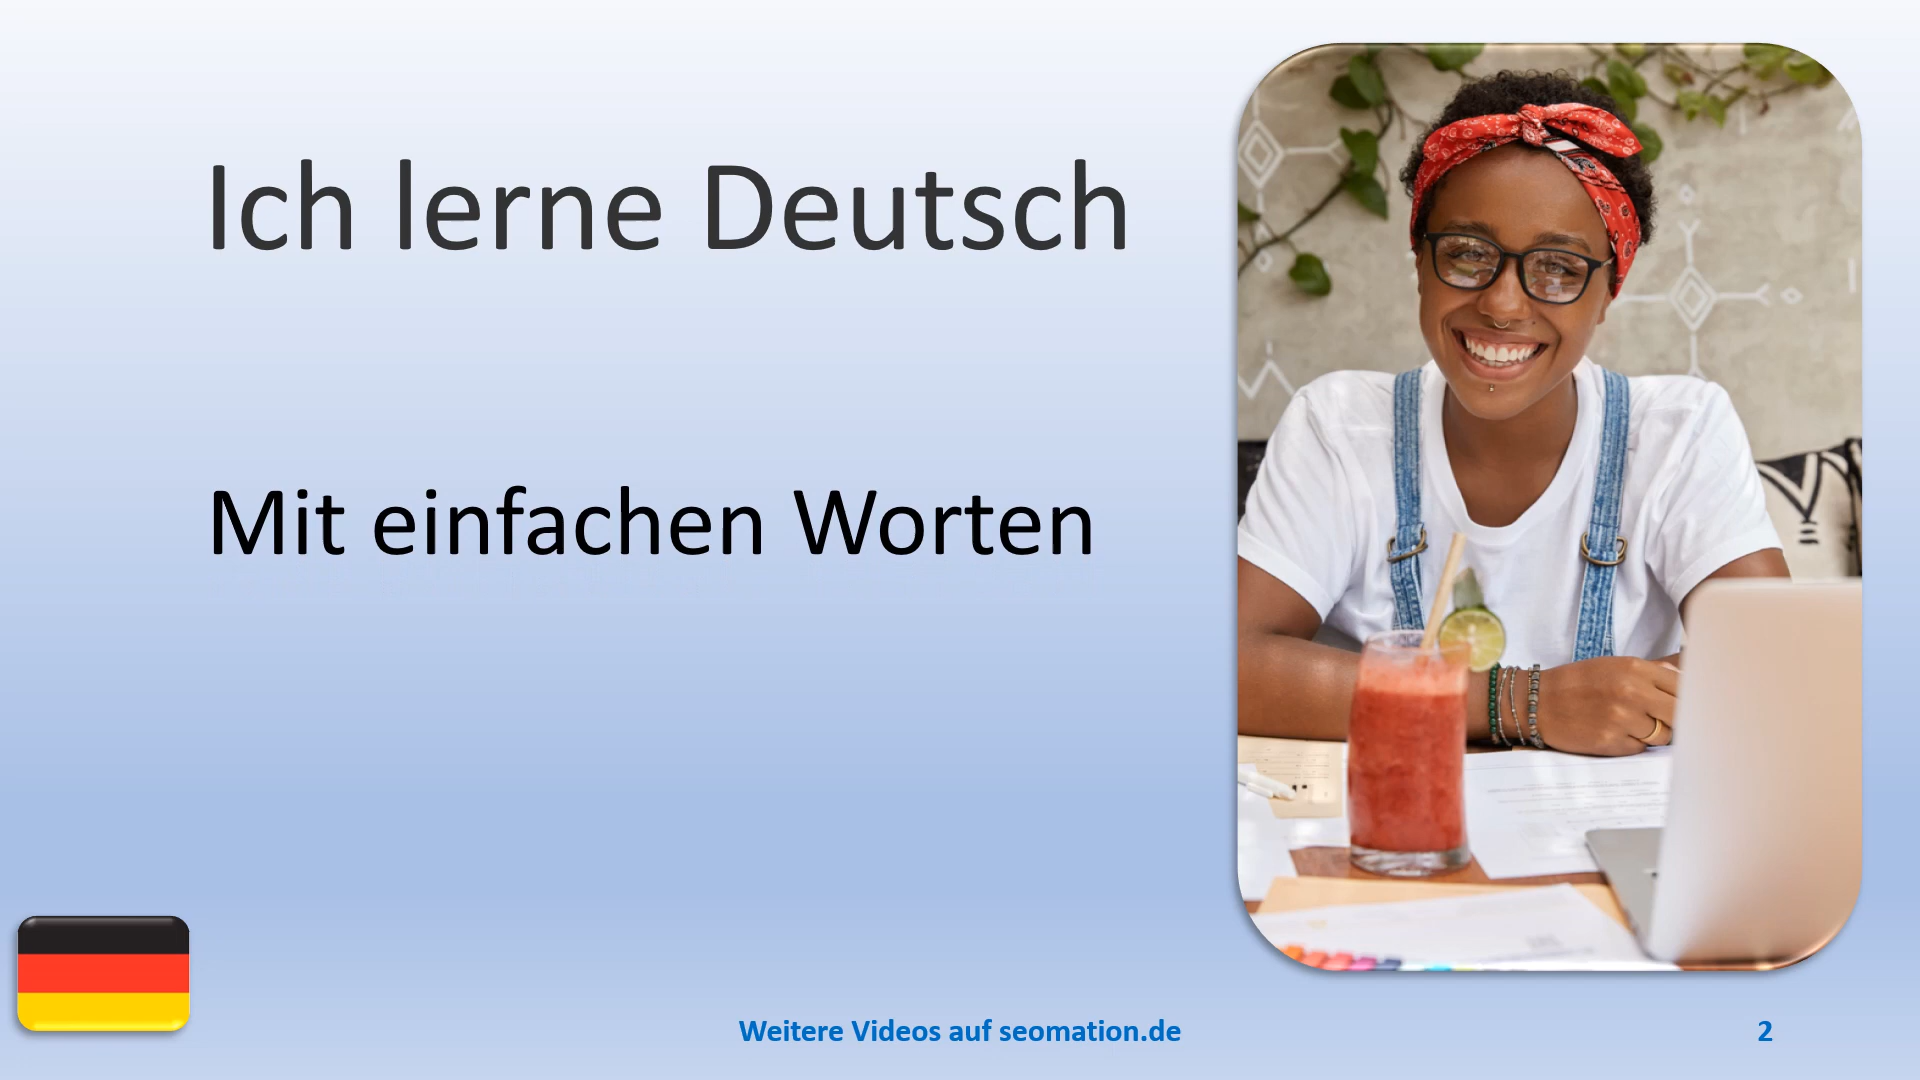 Ich lerne Deutsch
Mit einfachen Worten
Weitere Videos auf seomation.de
2